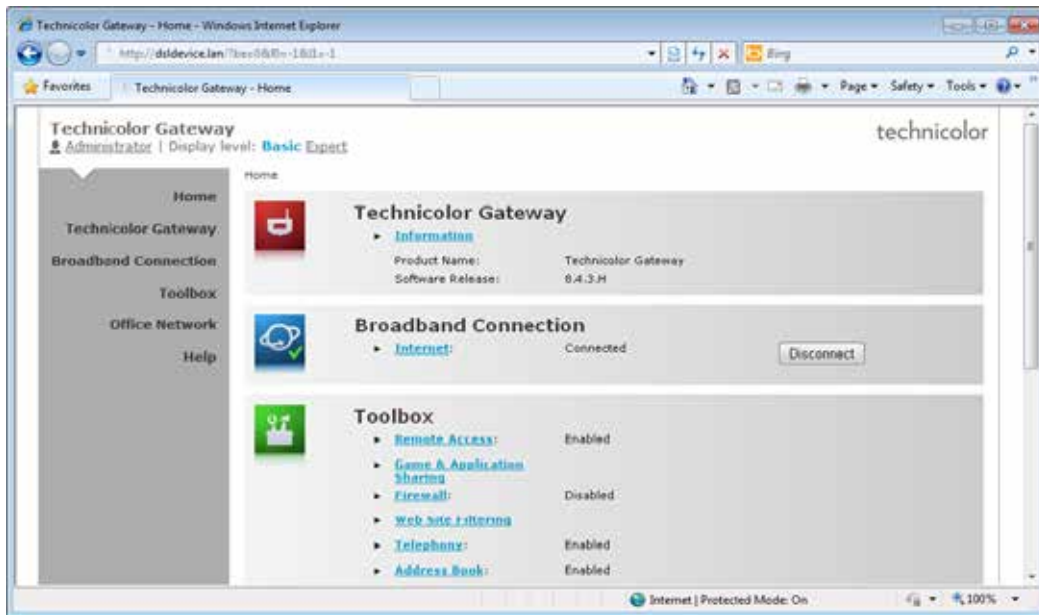 Technicolor Gateway - Home - Windows Internet Explorer
Bing
Favorites
Technicolor Gateway - Home
Page Safety Tools
Technicolor Gateway
technicolor
Administrator | Display level: Basic Expert
Home
Home
Technicolor Gateway
Broadband Connection
Toolbox
Office Network
Help
Technicolor Gateway
Information
Product Name: Technicolor Gateway
Software Release: 8.4.3.H
Broadband Connection
Internet: Connected
Disconnect
Toolbox
Remote Access: Enabled
Game & Application
Sharing
Firewall: Disabled
Web Site Filtering
Telephony: Enabled
Address Book: Enabled
Internet | Protected Mode: On
100%